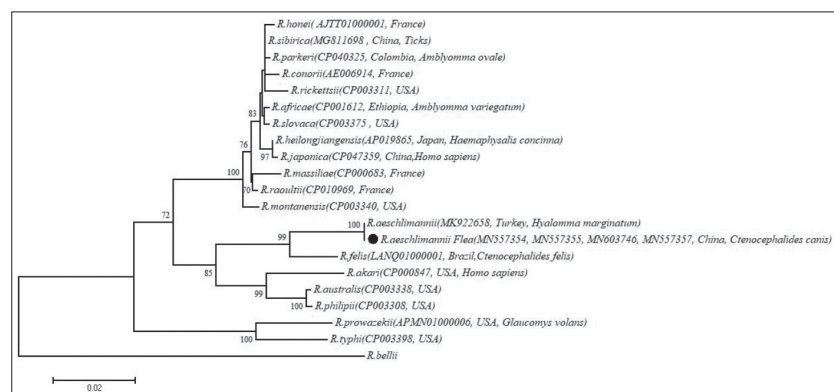 R.honei( AJTT01000001, France)
R.sibirica(MG811698 , China, Ticks)
R.parkeri(CP040325, Colombia, Amblyomma ovale)
R.conorii(AE006914, France)
R.rickettsii(CP003311, USA)
R.africae(CP001612, Ethiopia, Amblyomma variegatum)
83
R.slovaca(CP003375 , USA)
R.heilongjiangensis(AP019865, Japan, Haemaphysalis concinna)
76
97
R.japonica(CP047359, China,Homo sapiens)
100
R.massiliae(CP000683, France)
70
R.raoultii(CP010969, France)
R.montanensis(CP003340, USA)
72
100
R.aeschlimannii(MK922658, Turkey, Hyalomma marginatum)
99
R.aeschlimannii Flea(MN557354, MN557355, MN603746, MN557357, China, Ctenocephalides canis)
R.felis(LANQ01000001, Brazil,Ctenocephalides felis)
85
R.akari(CP000847, USA, Homo sapiens)
99
R.australis(CP003338, USA)
100
R.philipii(CP003308, USA)
R.prowazekii(APMN01000006, USA, Glaucomys volans)
100
R.typhi(CP003398, USA)
R.bellii
0.02